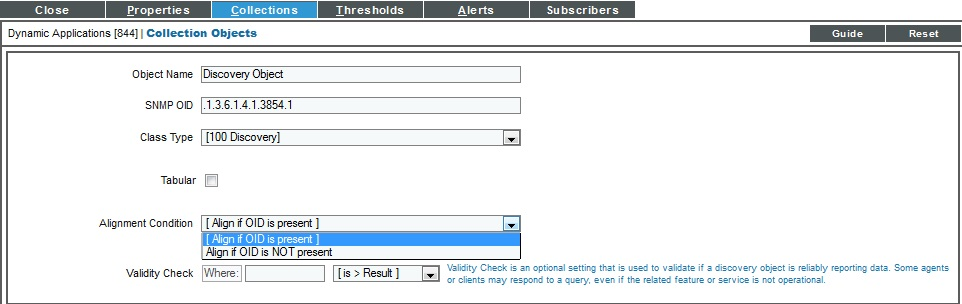 Close Properties Collections Thresholds Alerts Subscribers
Dynamic Applications [844] | Collection Objects Guide Reset
Object Name Discovery Object
SNMP OID .1.3.6.1.4.1.3854.1
Class Type [100 Discovery]
Tabular
Alignment Condition [ Align if OID is present ]
[ Align if OID is present ]
Align if OID is NOT present
Validity Check Where: [ is > Result ] Validity Check is an optional setting that is used to validate if a discovery object is reliably reporting data. Some agents
or clients may respond to a query, even if the related feature or service is not operational.